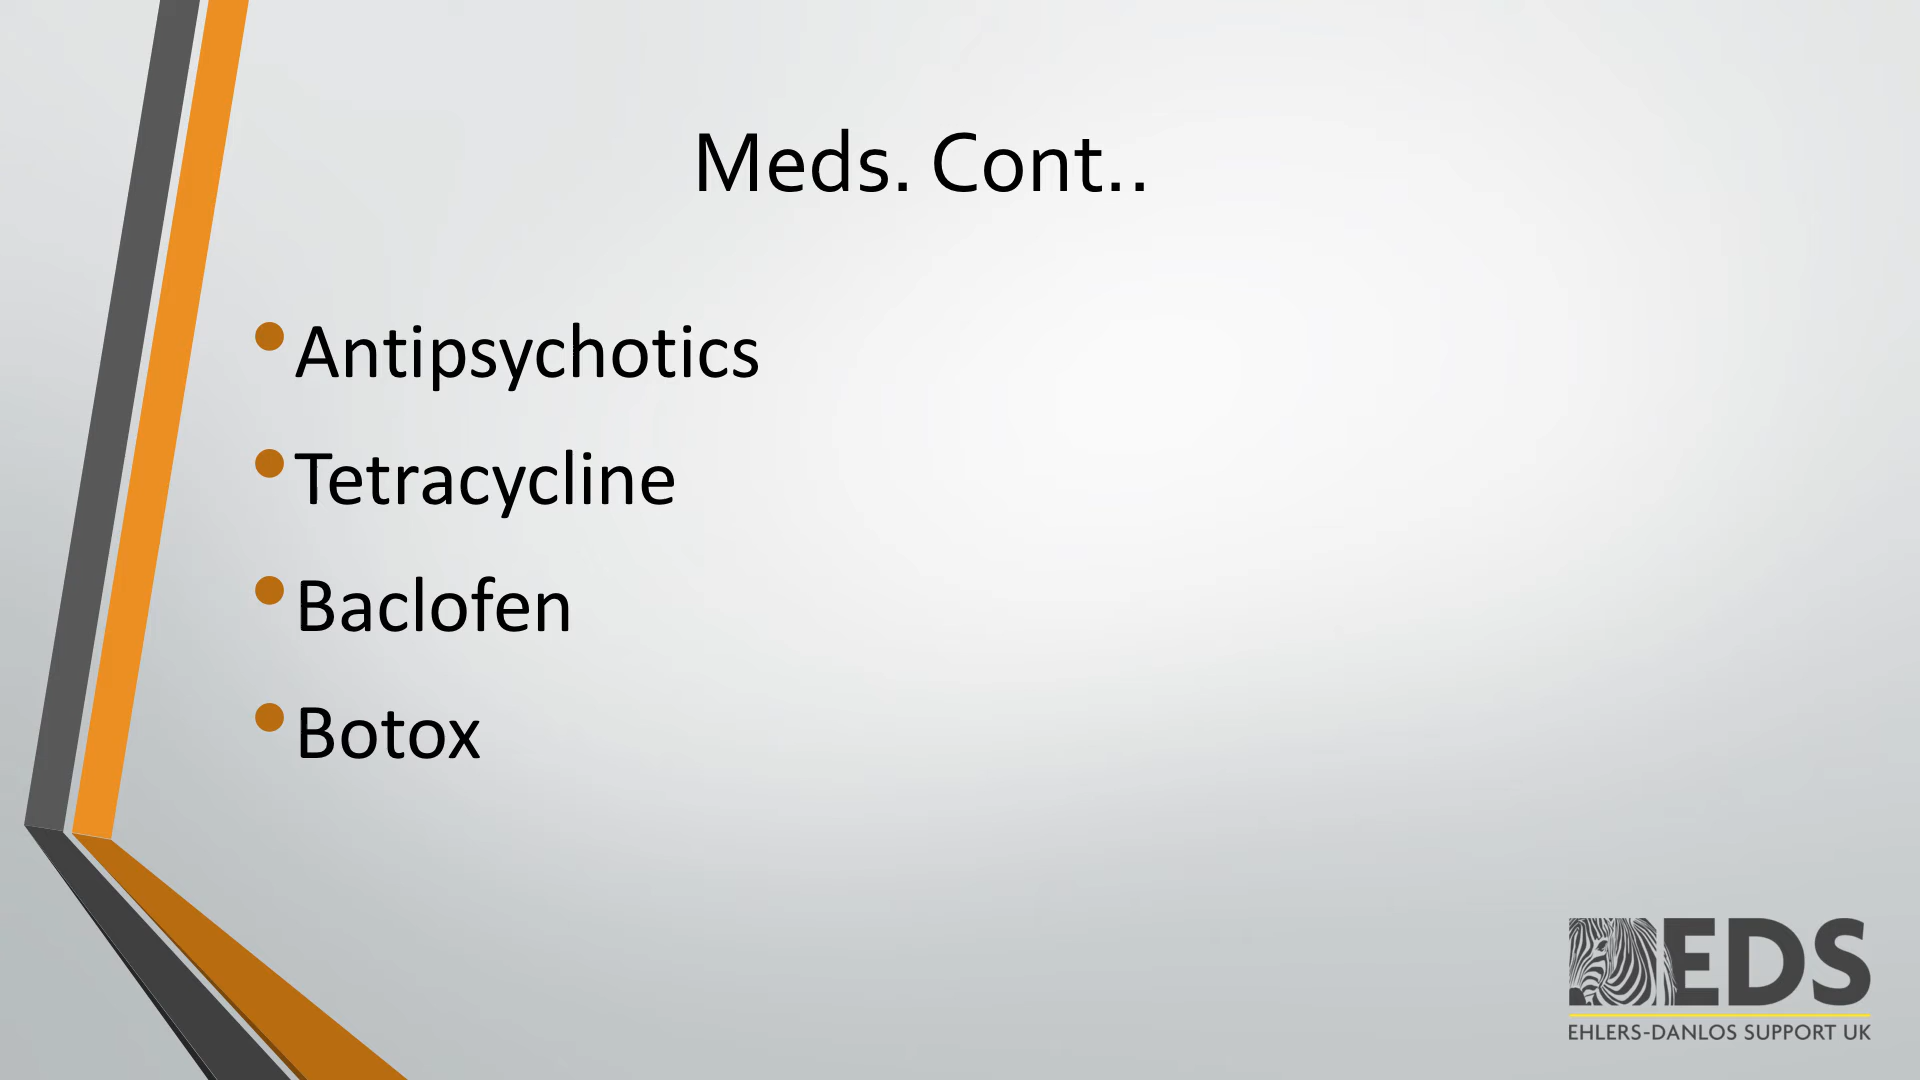 Meds. Cont..
• Antipsychotics
• Tetracycline
• Baclofen
• Botox
EDS
EHLERS-DANLOS SUPPORT UK